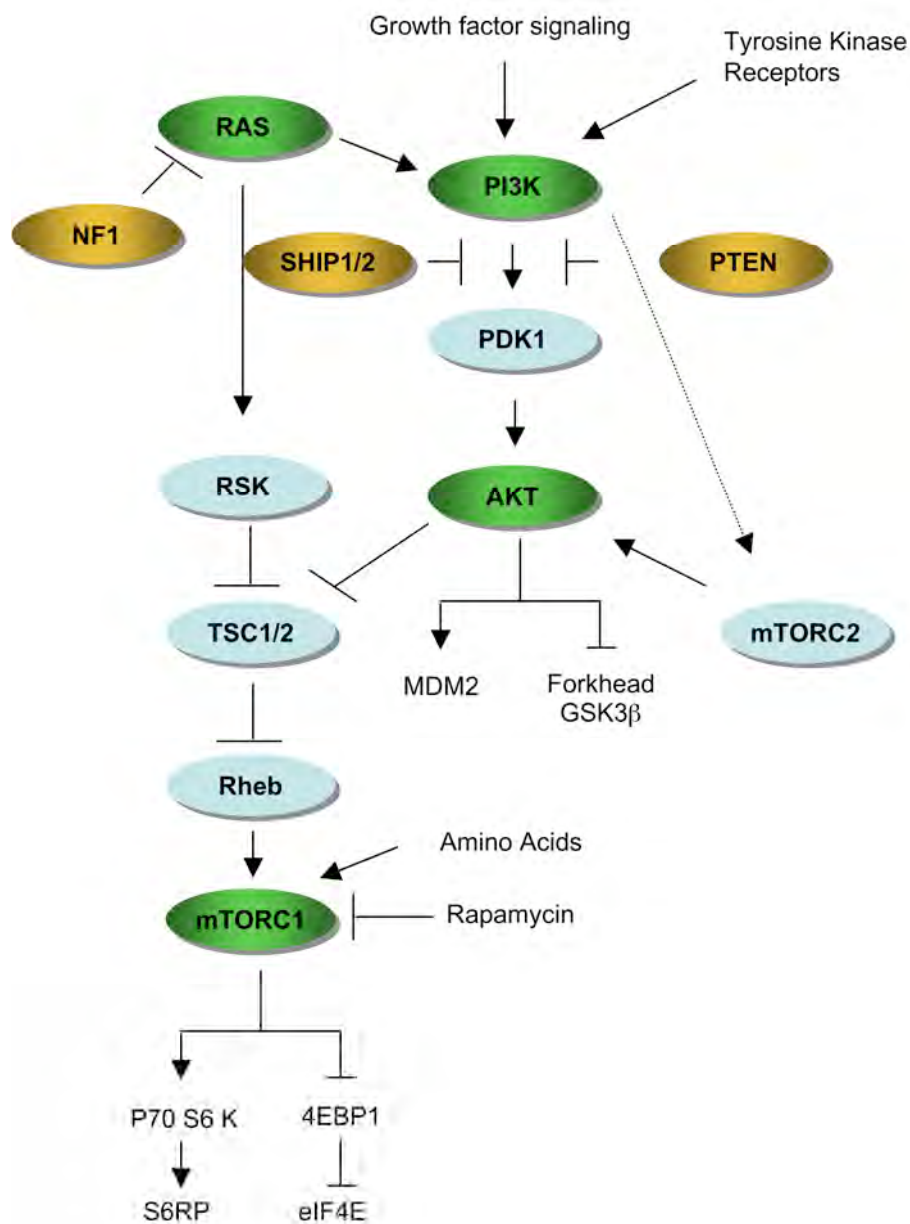 Growth factor signaling
Tyrosine Kinase
Receptors
RAS
PI3K
NF1
SHIP1/2
PTEN
PDK1
RSK
AKT
TSC1/2
mTORC2
MDM2
Forkhead
GSK3β
Rheb
Amino Acids
mTORC1
Rapamycin
P70 S6 K
4EBP1
S6RP
eIF4E